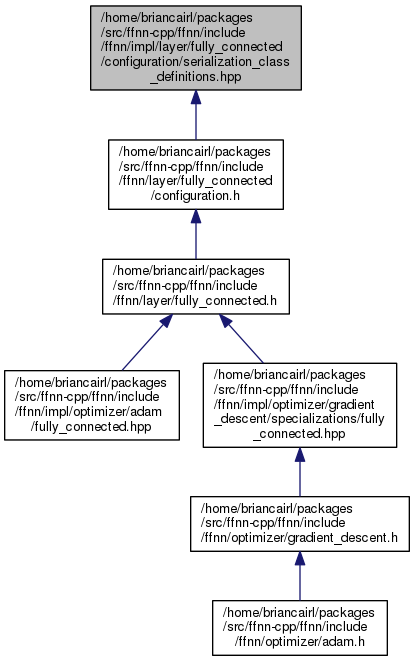 /home/briancairl/packages
/src/ffnn-cpp/ffnn/include
/ffnn/impl/layer/fully_connected
/configuration/serialization_class
_definitions.hpp
/home/briancairl/packages
/src/ffnn-cpp/ffnn/include
/ffnn/layer/fully_connected
/configuration.h
/home/briancairl/packages
/src/ffnn-cpp/ffnn/include
/ffnn/layer/fully_connected.h
/home/briancairl/packages
/src/ffnn-cpp/ffnn/include
/ffnn/impl/optimizer/adam
/fully_connected.hpp
/home/briancairl/packages
/src/ffnn-cpp/ffnn/include
/ffnn/impl/optimizer/gradient
_descent/specializations/fully
_connected.hpp
/home/briancairl/packages
/src/ffnn-cpp/ffnn/include
/ffnn/optimizer/gradient_descent.h
/home/briancairl/packages
/src/ffnn-cpp/ffnn/include
/ffnn/optimizer/adam.h